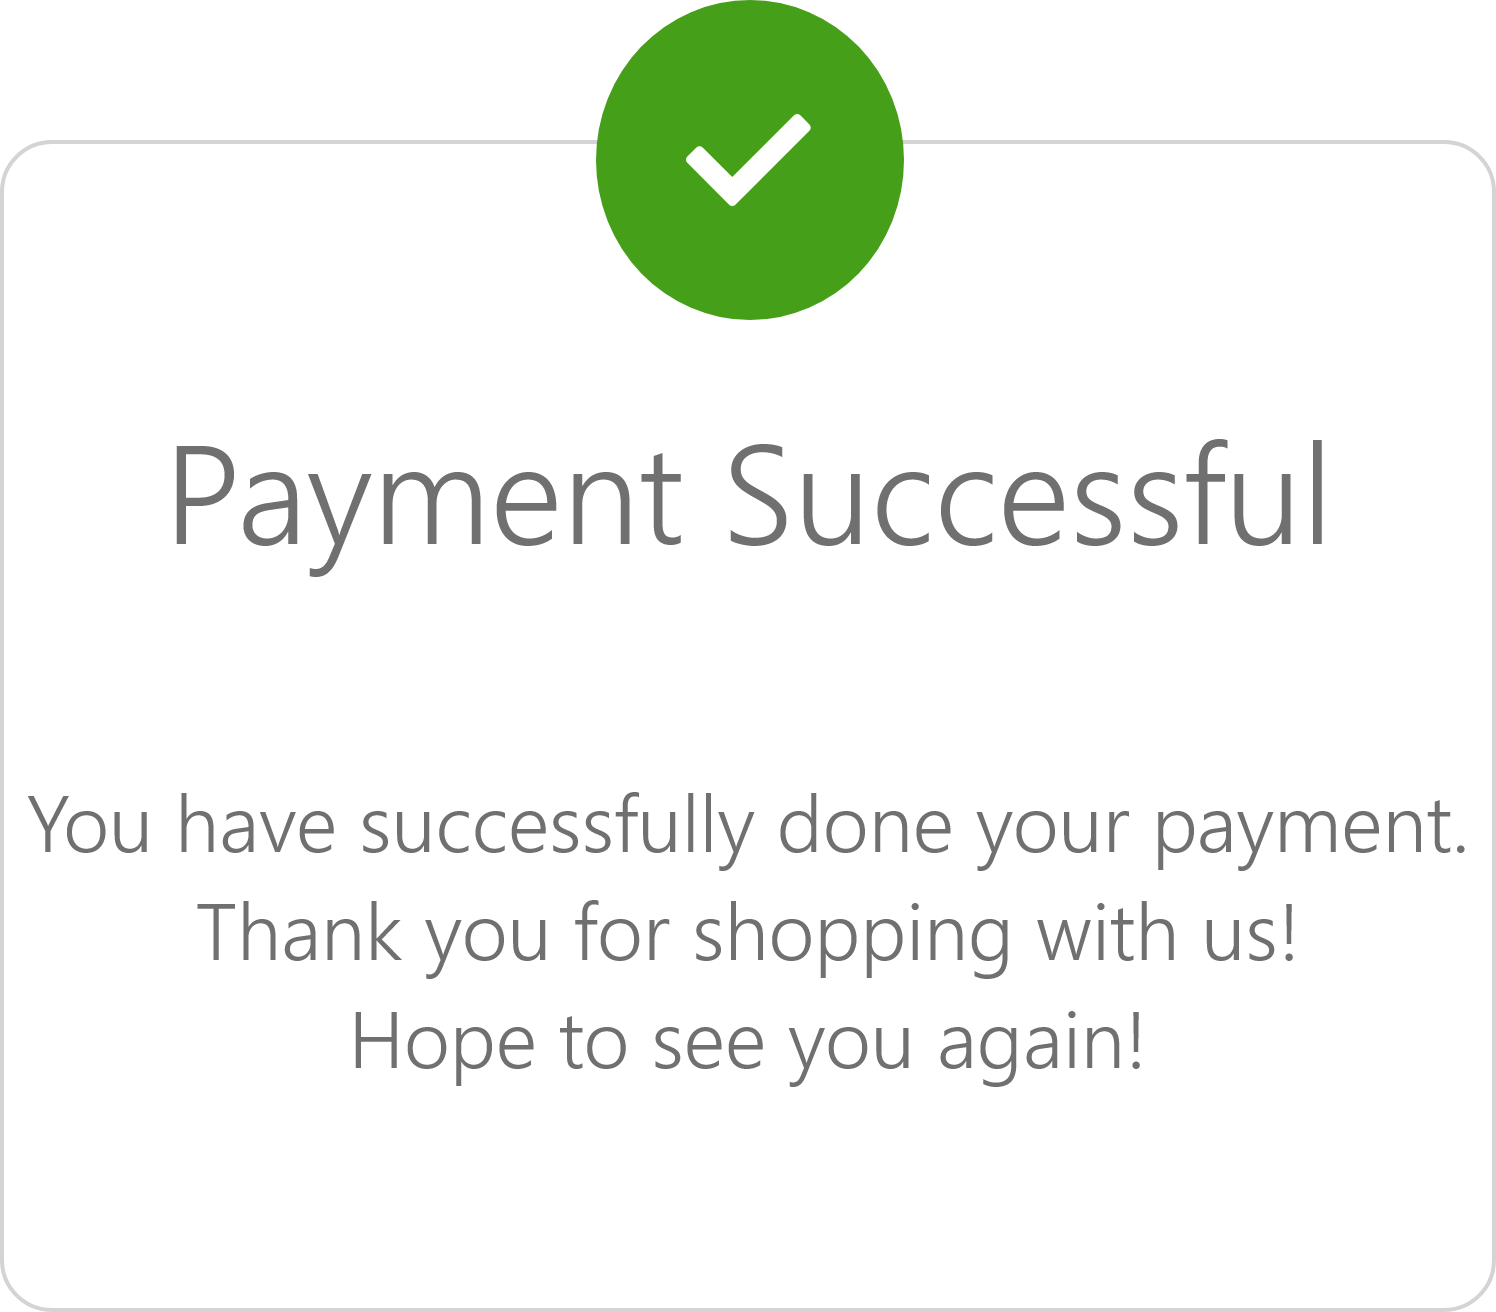 Payment Successful
You have successfully done your payment.
Thank you for shopping with us!
Hope to see you again!